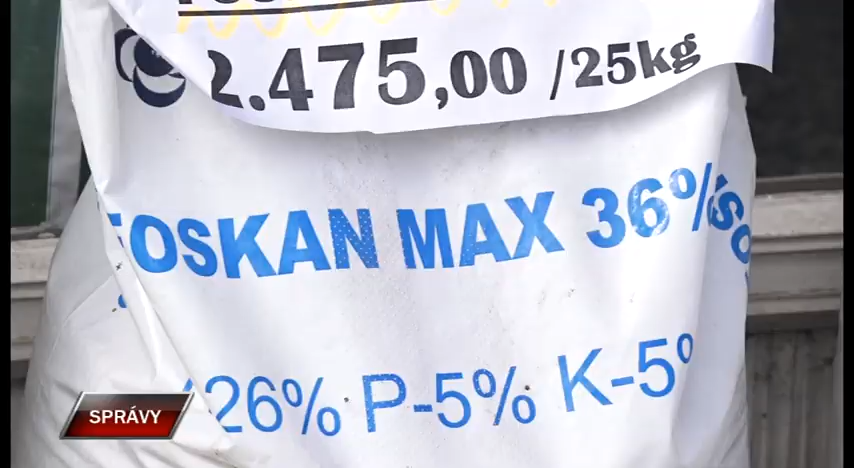 2.475,00 /25kg
FOSKAN MAX 36%
26% P-5% K-5%
SPRÁVY